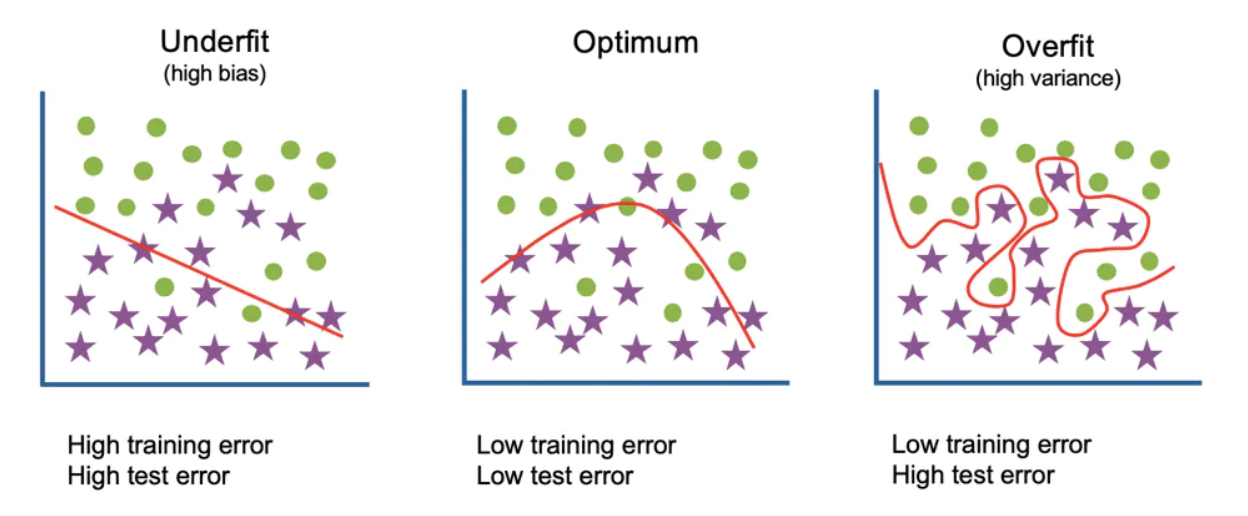 Underfit
(high bias)
Optimum
Overfit
(high variance)
High training error
High test error
Low training error
Low test error
Low training error
High test error